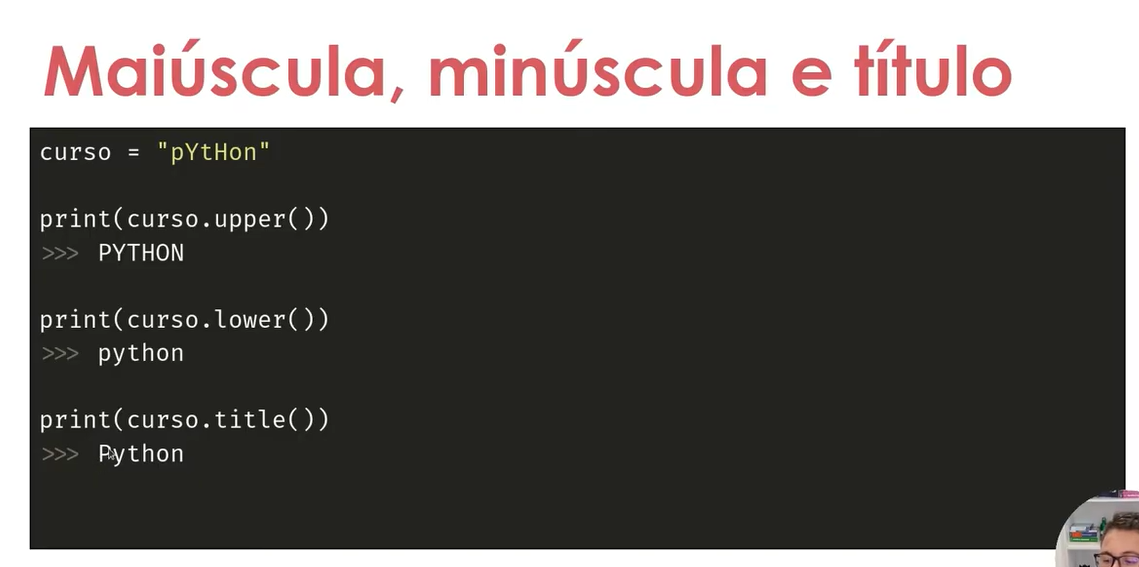 Maiúscula, minúscula e título
curso = "pYtHon"
print(curso.upper())
>>> PYTHON
print(curso.lower())
>>> python
print(curso.title())
>>> Python